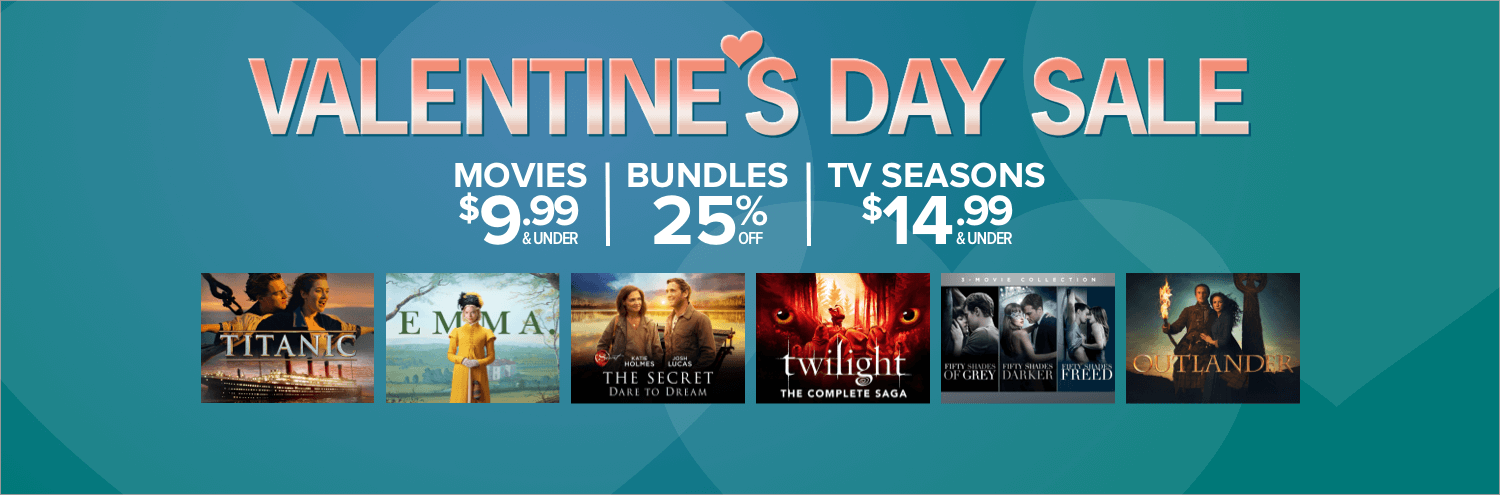 VALENTINE'S DAY SALE
MOVIES
$9.99
& UNDER
BUNDLES
25%
OFF
TV SEASONS
$14.99
& UNDER
TITANIC
EMMA.
The Secret
KATIE HOLMES
JOSH LUCAS
THE SECRET
DARE TO DREAM
twilight
THE COMPLETE SAGA
3-MOVIE COLLECTION
FIFTY SHADES
OF GREY
FIFTY SHADES
DARKER
FIFTY SHADES
FREED
OUTLANDER